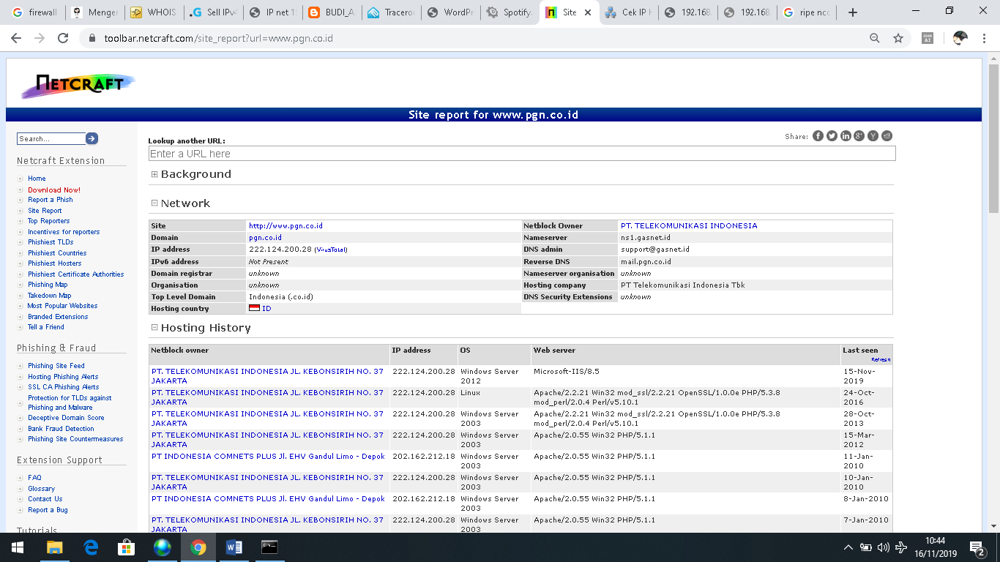 firewall
Menger
WHOIS
Sell IPv4
IP net 1
BUDI_A
Tracerou
WordPr
Spotify.
Site
Cek IP H
192.168
192.168
ripe ncc
toolbar.netcraft.com/site_report?url=www.pgn.co.id
NETCRAFT
Site report for www.pgn.co.id
Search...
Netcraft Extension
Home
Download Now!
Report a Phish
Site Report
Top Reporters
Incentives for reporters
Phishiest TLDs
Phishiest Countries
Phishiest Hosters
Phishiest Certificate Authorities
Phishing Map
Takedown Map
Most Popular Websites
Branded Extensions
Tell a Friend
Phishing & Fraud
Phishing Site Feed
Hosting Phishing Alerts
SSL CA Phishing Alerts
Protection for TLDs against
Phishing and Malware
Deceptive Domain Score
Bank Fraud Detection
Phishing Site Countermeasures
Extension Support
FAQ
Glossary
Contact Us
Report a Bug
Tutorials
Share:
Lookup another URL:
Enter a URL here
Background
Network
Site http://www.pgn.co.id Netblock Owner PT. TELEKOMUNIKASI INDONESIA
Domain pgn.co.id Nameserver ns1.gasnet.id
IP address 222.124.200.28 (VirusTotal) DNS admin support@gasnet.id
IPv6 address Not Present Reverse DNS mail.pgn.co.id
Domain registrar unknown Nameserver organisation unknown
Organisation unknown Hosting company PT Telekomunikasi Indonesia Tbk
Top Level Domain Indonesia (.co.id) DNS Security Extensions unknown
Hosting country ID
Hosting History
Netblock owner IP address OS Web server Last seen
Refresh
PT. TELEKOMUNIKASI INDONESIA JL. KEBONSIRIH NO. 37 222.124.200.28 Windows Server Microsoft-IIS/8.5 15-Nov-
JAKARTA 2012 2019
PT. TELEKOMUNIKASI INDONESIA JL. KEBONSIRIH NO. 37 222.124.200.28 Linux Apache/2.2.21 Win32 mod_ssl/2.2.21 OpenSSL/1.0.0e PHP/5.3.8 24-Oct-
JAKARTA mod_perl/2.0.4 Perl/v5.10.1 2016
PT. TELEKOMUNIKASI INDONESIA JL. KEBONSIRIH NO. 37 222.124.200.28 Windows Server Apache/2.2.21 Win32 mod_ssl/2.2.21 OpenSSL/1.0.0e PHP/5.3.8 28-Oct-
JAKARTA 2003 mod_perl/2.0.4 Perl/v5.10.1 2013
PT. TELEKOMUNIKASI INDONESIA JL. KEBONSIRIH NO. 37 222.124.200.28 Windows Server Apache/2.0.55 Win32 PHP/5.1.1 15-Mar-
JAKARTA 2003 2012
PT INDONESIA COMNETS PLUS Jl. EHV Gandul Limo - Depok 202.162.212.18 Windows Server Apache/2.0.55 Win32 PHP/5.1.1 11-Jan-
2003 2010
PT. TELEKOMUNIKASI INDONESIA JL. KEBONSIRIH NO. 37 222.124.200.28 Windows Server Apache/2.0.55 Win32 PHP/5.1.1 10-Jan-
JAKARTA 2003 2010
PT INDONESIA COMNETS PLUS Jl. EHV Gandul Limo - Depok 202.162.212.18 Windows Server Apache/2.0.55 Win32 PHP/5.1.1 8-Jan-2010
2003
PT. TELEKOMUNIKASI INDONESIA JL. KEBONSIRIH NO. 37 222.124.200.28 Windows Server Apache/2.0.55 Win32 PHP/5.1.1 7-Jan-2010
JAKARTA 2003
10:44
16/11/2019
2